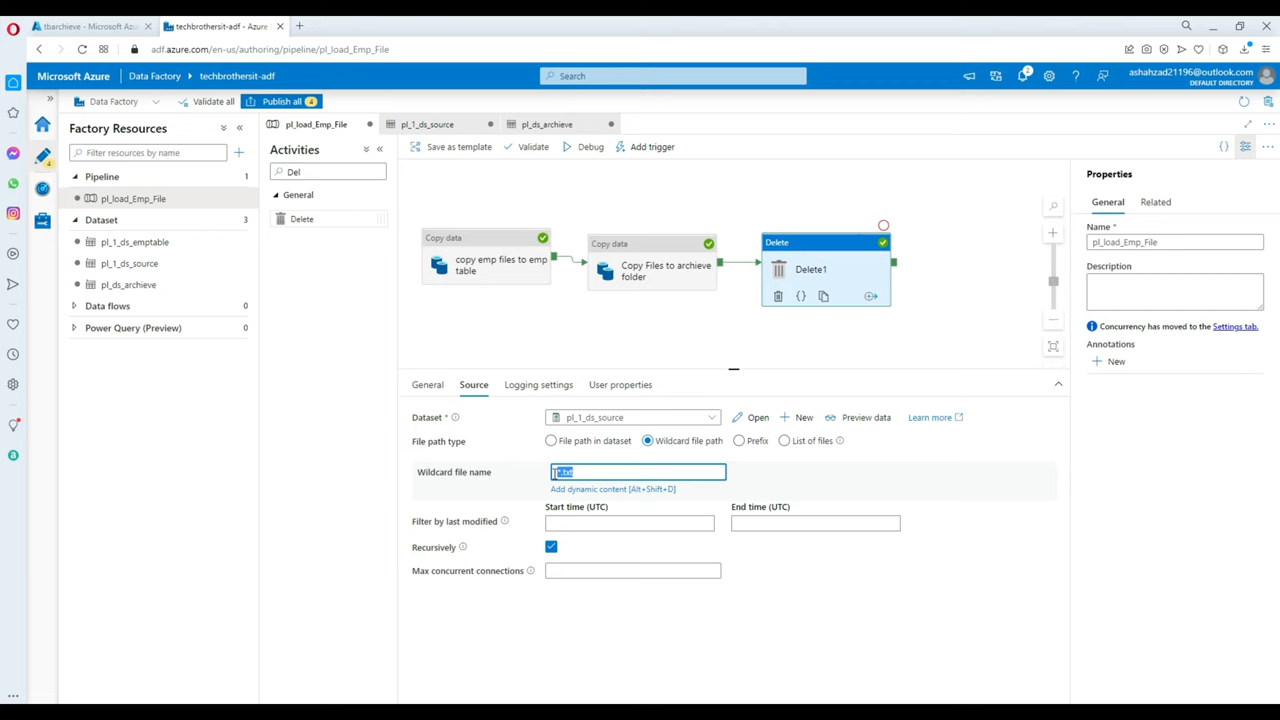 tbarchieve - Microsoft Azu
techbrothersit-adf - Azure
adf.azure.com/en-us/authoring/pipeline/pl_load_Emp_File
Microsoft Azure
Data Factory > techbrothersit-adf
Search
2
ashahzad21196@outlook.com
DEFAULT DIRECTORY
Data Factory
Validate all
Publish all 4
Factory Resources
Filter resources by name
Pipeline 1
pl_load_Emp_File
Dataset 3
pl_1_ds_emptable
pl_1_ds_source
pl_ds_archieve
Data flows 0
Power Query (Preview) 0
4
pl_load_Emp_File
pl_1_ds_source
pl_ds_archieve
Activities
Del
General
Delete
Save as template
Validate
Debug
Add trigger
Copy data
copy emp files to emp
table
Copy data
Copy Files to archieve
folder
Delete
Delete1
General
Source
Logging settings
User properties
Dataset *
pl_1_ds_source
Open
New
Preview data
Learn more
File path type
File path in dataset
Wildcard file path
Prefix
List of files
Wildcard file name
*.txt
Add dynamic content [Alt+Shift+D]
Start time (UTC)
End time (UTC)
Filter by last modified
Recursively
Max concurrent connections
Properties
General
Related
Name *
pl_load_Emp_File
Description
Concurrency has moved to the Settings tab.
Annotations
New